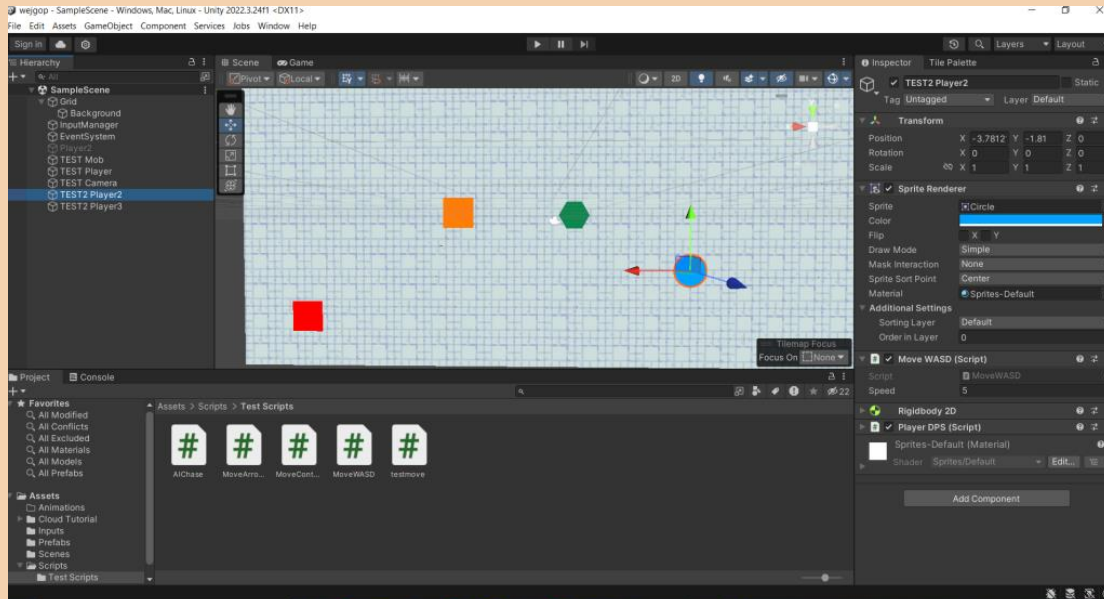 wejgop - SampleScene - Windows, Mac, Linux - Unity 2022.3.24f1 <DX11>
File Edit Assets GameObject Component Services Jobs Window Help
Sign in
Layers
Layout
Hierarchy
All
SampleScene
Grid
Background
InputManager
EventSystem
Player2
TEST Mob
TEST Player
TEST Camera
TEST2 Player2
TEST2 Player3
Scene Game
Pivot Local 2D
Tilemap Focus
Focus On None
Inspector Tile Palette
TEST2 Player2 Static
Tag Untagged Layer Default
Transform
Position X -3.7812 Y -1.81 Z 0
Rotation X 0 Y 0 Z 0
Scale X 1 Y 1 Z 1
Sprite Renderer
Sprite Circle
Color
Flip X Y
Draw Mode Simple
Mask Interaction None
Sprite Sort Point Center
Material Sprites-Default
Additional Settings
Sorting Layer Default
Order in Layer 0
Move WASD (Script)
Script MoveWASD
Speed 5
Rigidbody 2D
Player DPS (Script)
Sprites-Default (Material)
Shader Sprites/Default Edit...
Add Component
Project Console
22
Favorites
All Modified
All Conflicts
All Excluded
All Materials
All Models
All Prefabs
Assets
Animations
Cloud Tutorial
Inputs
Prefabs
Scenes
Scripts
Test Scripts
Assets > Scripts > Test Scripts
# # # # #
AIChase MoveArro... MoveCont... MoveWASD testmove